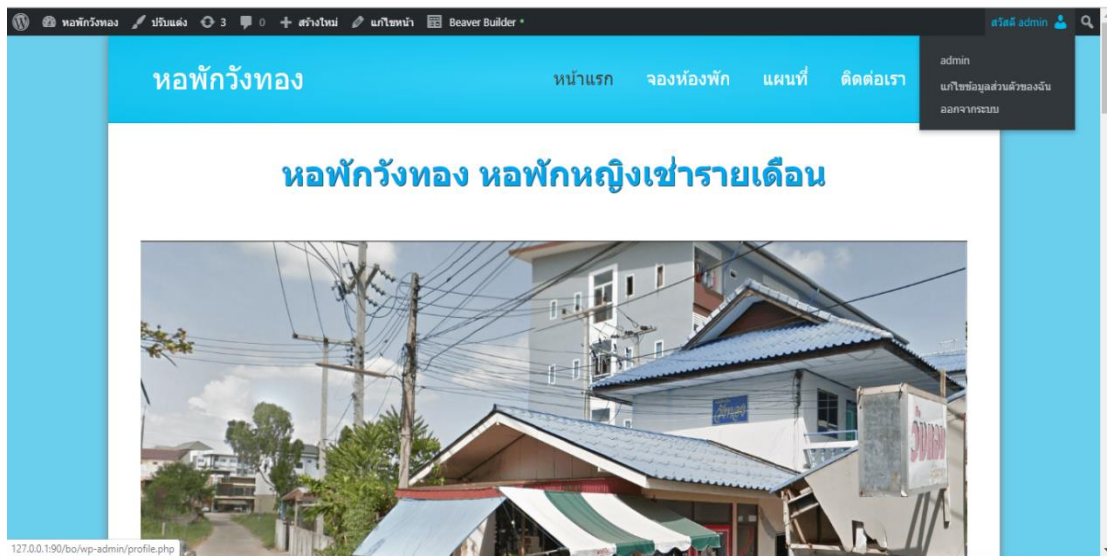 หอพักวังทอง ปรับแต่ง 3 0 + สร้างใหม่ แก้ไขหน้า Beaver Builder • สวัสดี admin
admin
แก้ไขข้อมูลส่วนตัวของฉัน
ออกจากระบบ
หอพักวังทอง หน้าแรก จองห้องพัก แผนที่ ติดต่อเรา
หอพักวังทอง หอพักหญิงเช่ารายเดือน
วังทอง
127.0.0.1:90/bo/wp-admin/profile.php